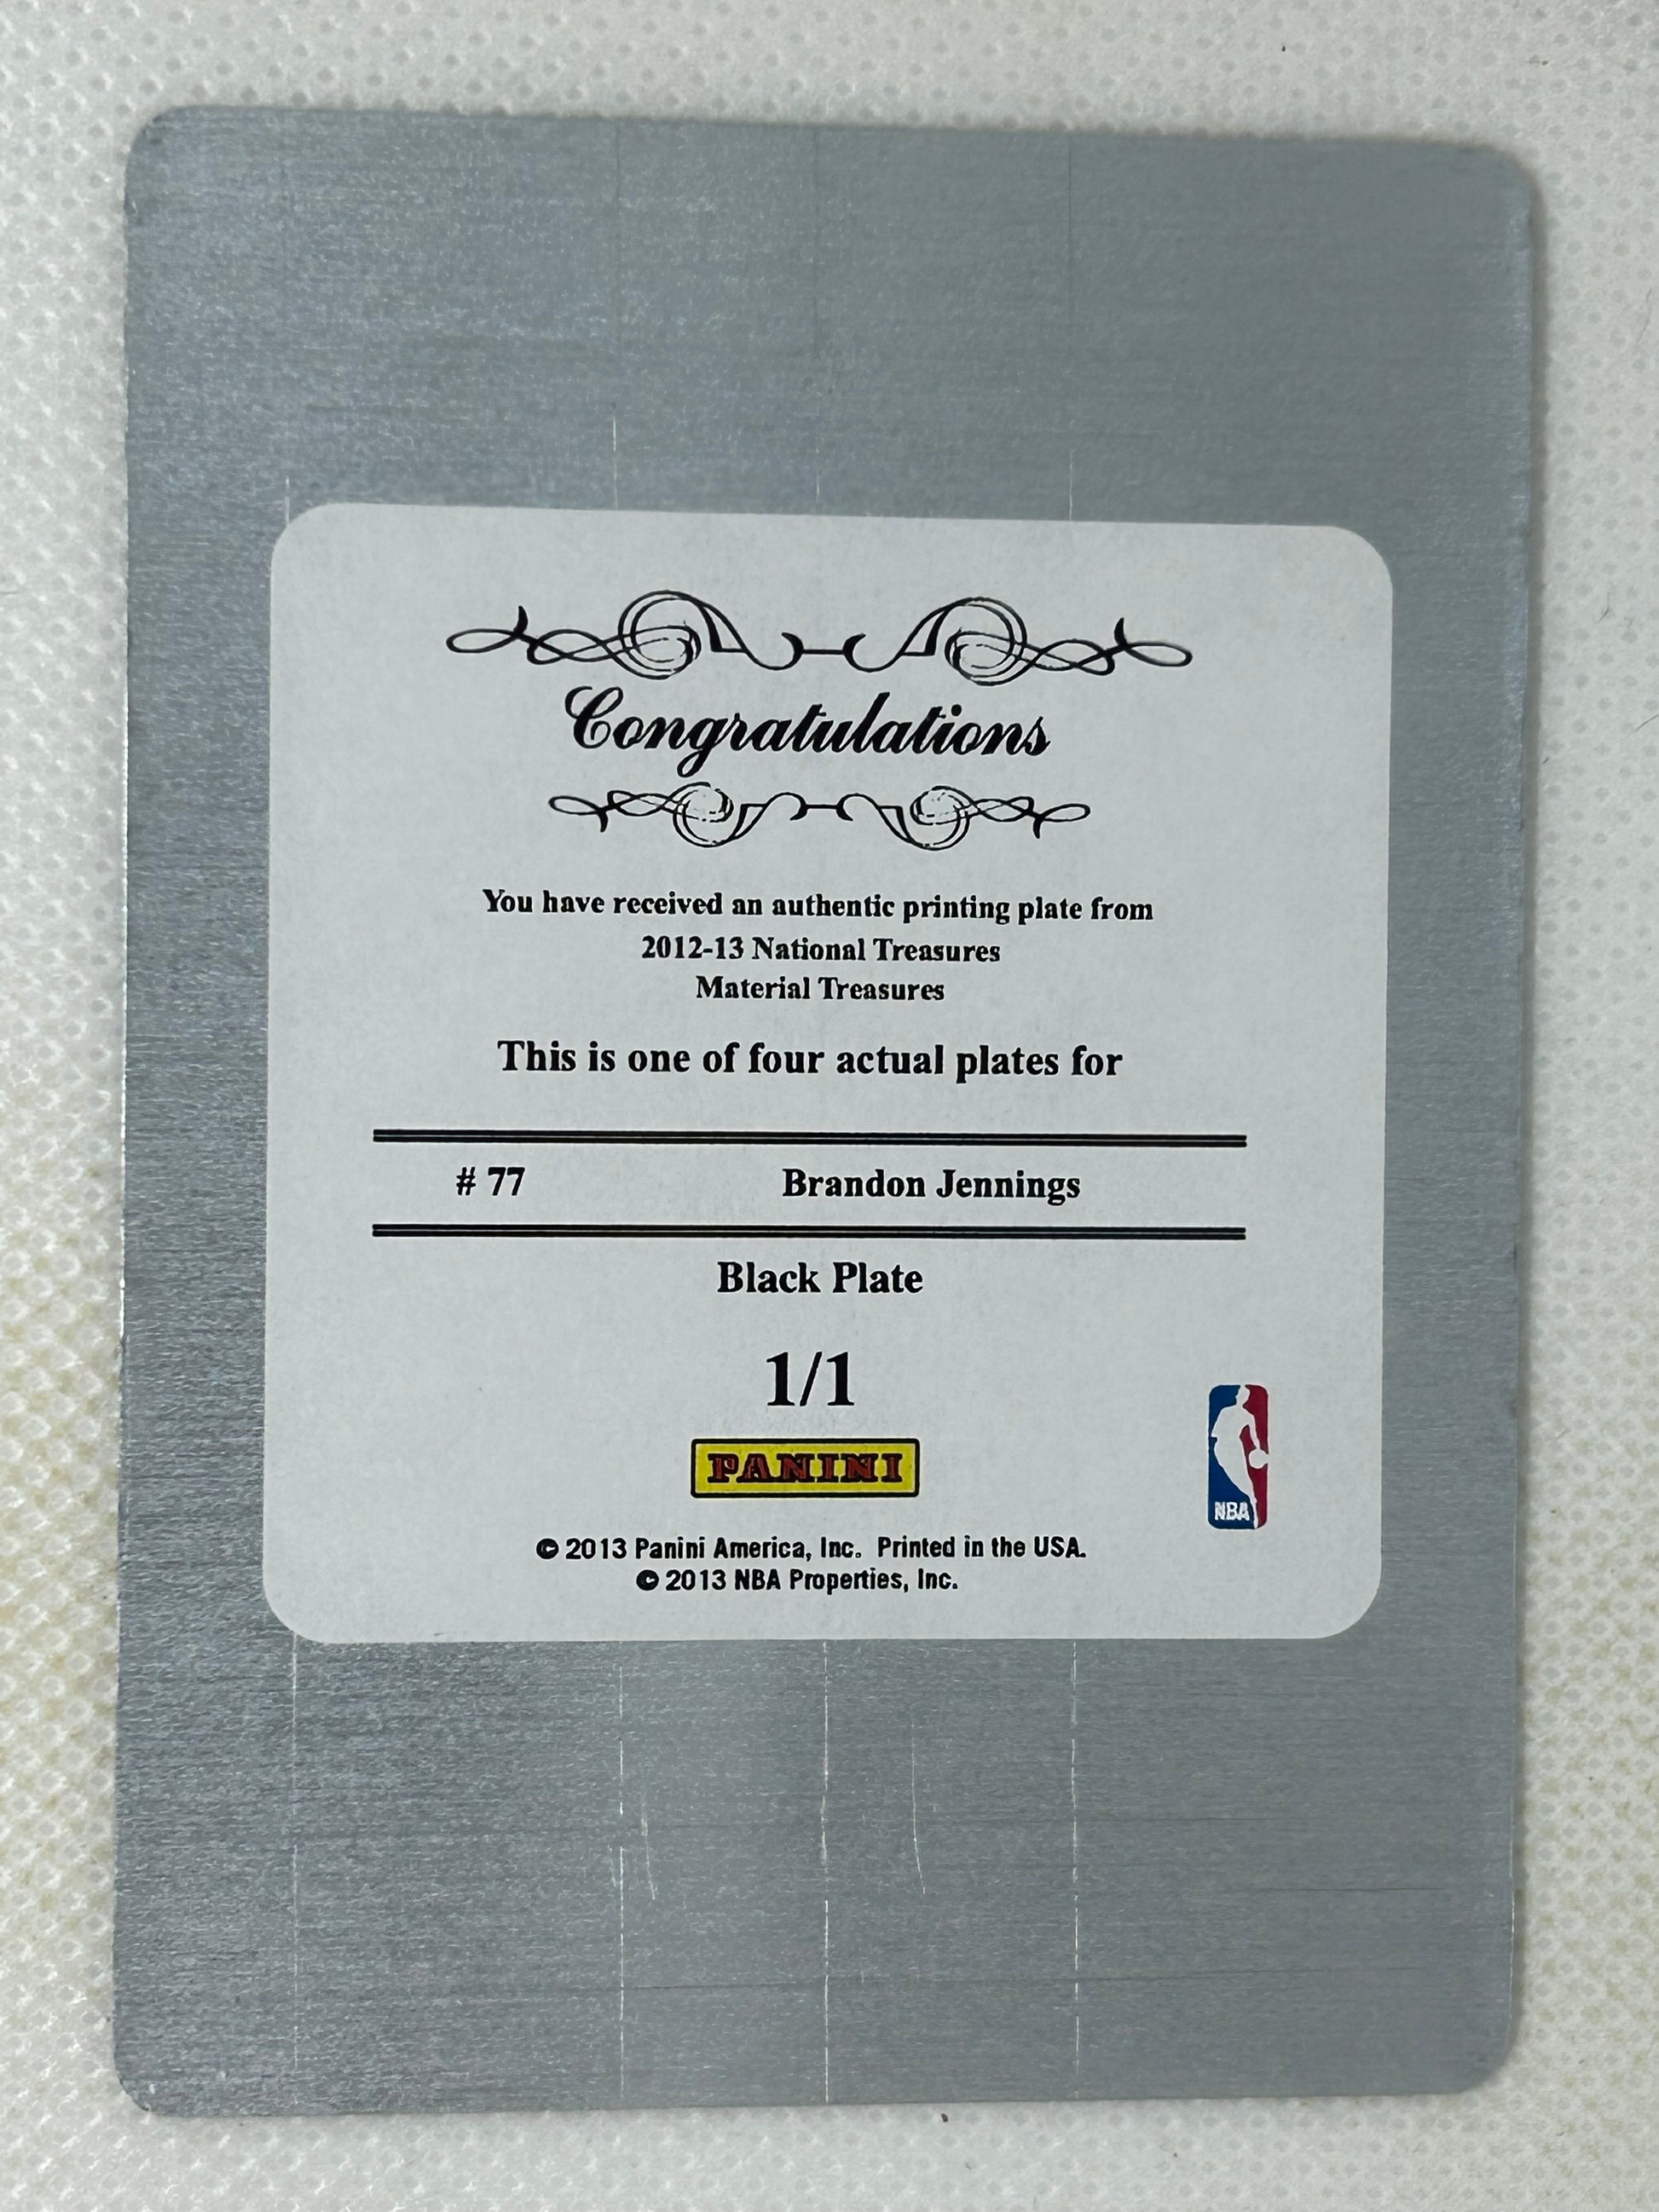 Congratulations
You have received an authentic printing plate from
2012-13 National Treasures
Material Treasures
This is one of four actual plates for
# 77 Brandon Jennings
Black Plate
1/1
PANINI
NBA
© 2013 Panini America, Inc. Printed in the USA.
© 2013 NBA Properties, Inc.